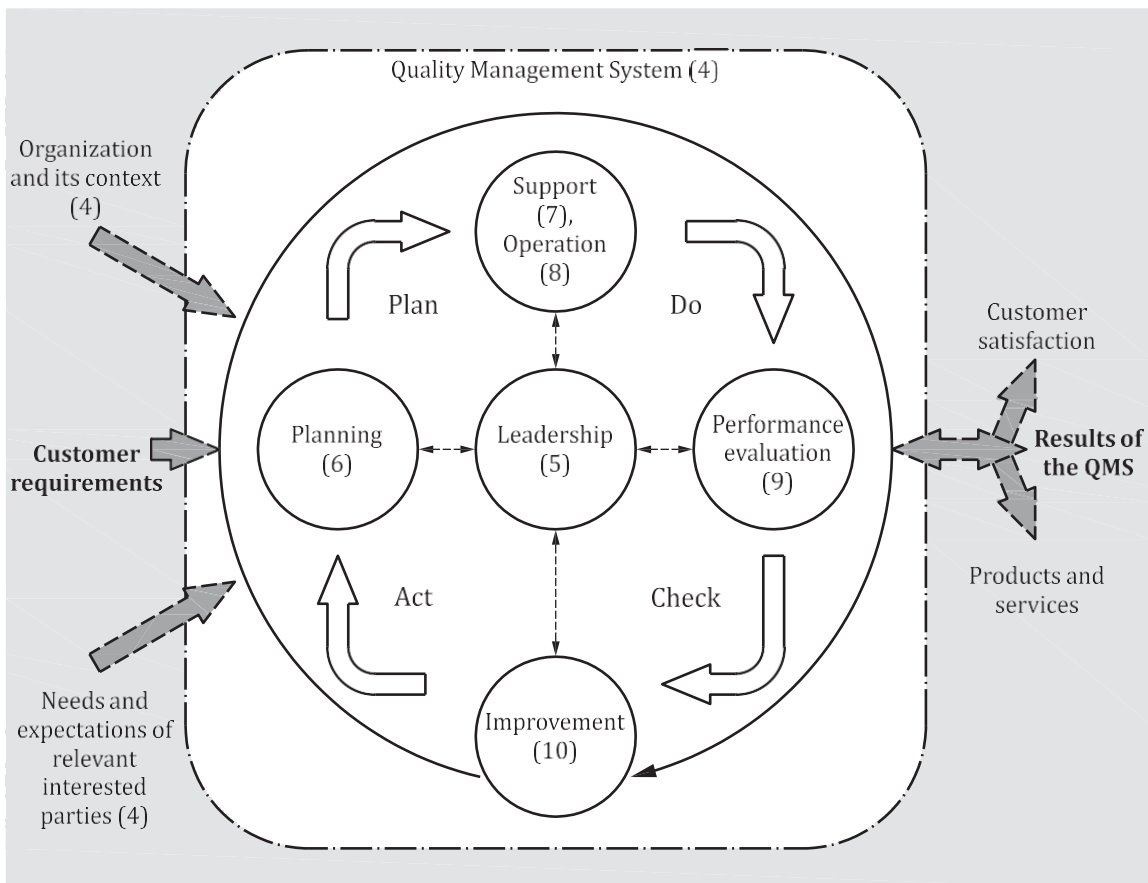 Quality Management System (4)
Organization
and its context
(4)
Support
(7),
Operation
(8)
Plan
Do
Customer
satisfaction
Planning
(6)
Leadership
(5)
Performance
evaluation
(9)
Customer
requirements
Results of
the QMS
Act
Check
Products and
services
Needs and
expectations of
relevant
interested
parties (4)
Improvement
(10)